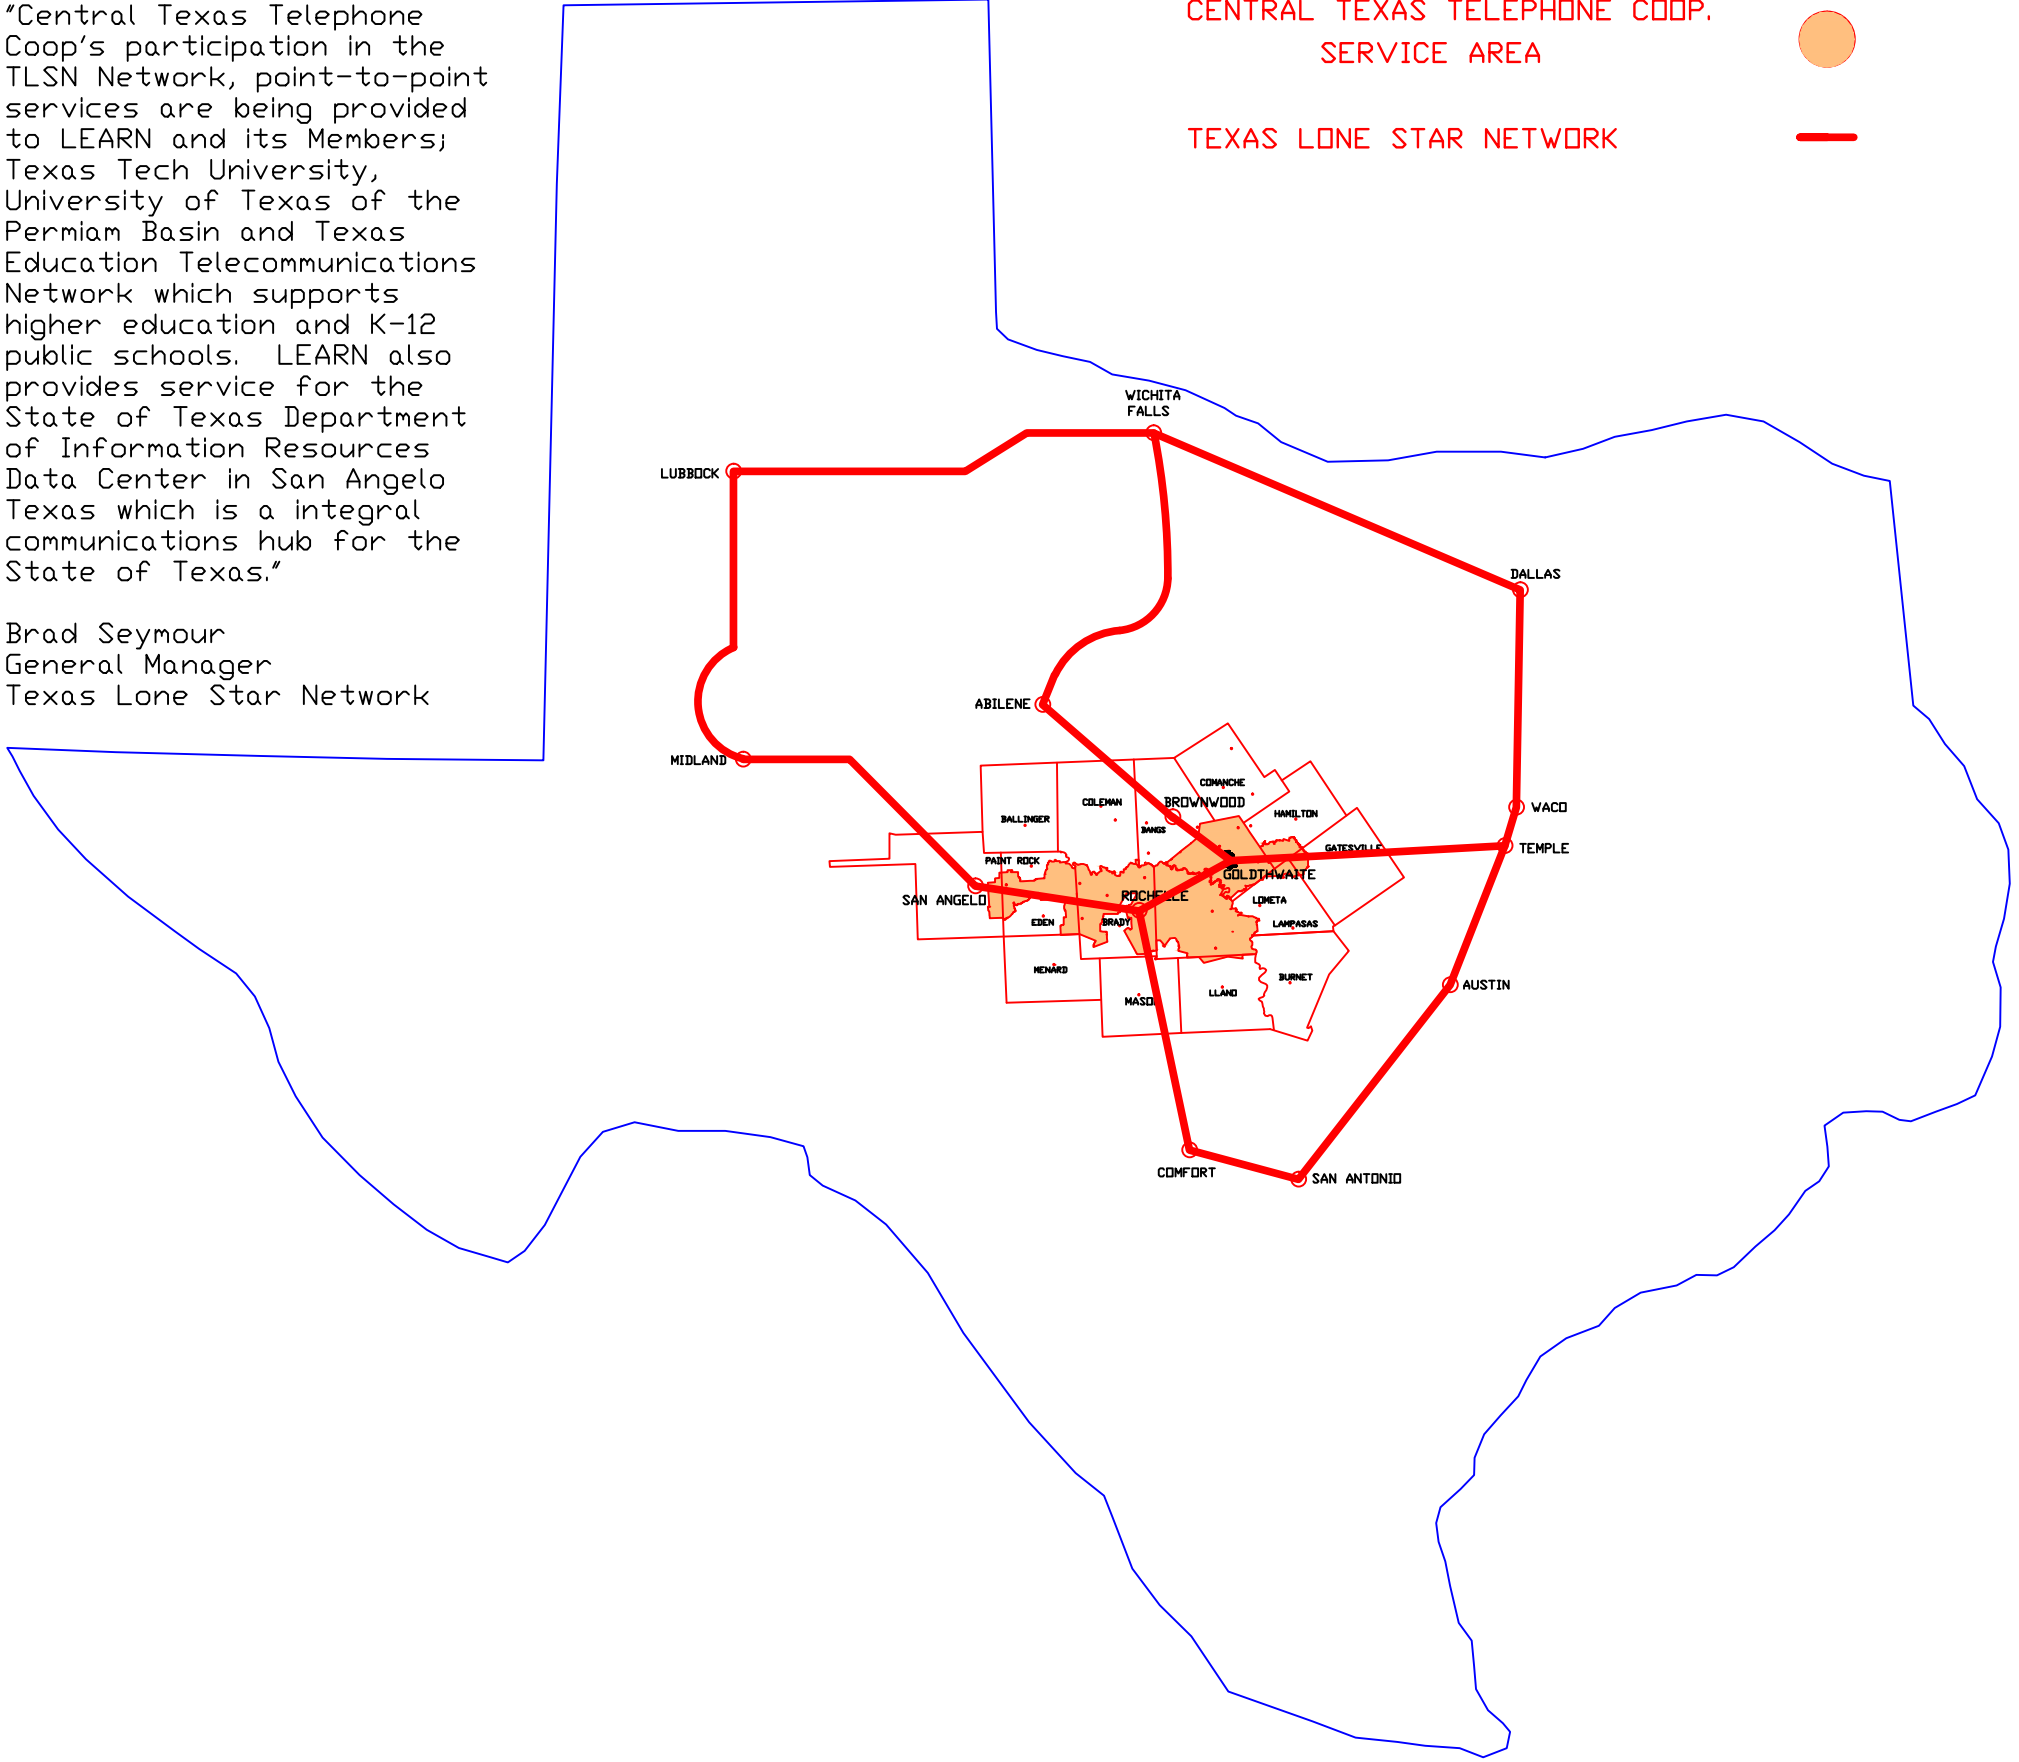 "Central Texas Telephone
Coop's participation in the
TLSN Network, point-to-point
services are being provided
to LEARN and its Members;
Texas Tech University,
University of Texas of the
Permiam Basin and Texas
Education Telecommunications
Network which supports
higher education and K-12
public schools. LEARN also
provides service for the
State of Texas Department
of Information Resources
Data Center in San Angelo
Texas which is a integral
communications hub for the
State of Texas."
Brad Seymour
General Manager
Texas Lone Star Network
CENTRAL TEXAS TELEPHONE COOP.
SERVICE AREA
TEXAS LONE STAR NETWORK
WICHITA
FALLS
LUBBOCK
DALLAS
ABILENE
MIDLAND
COMANCHE
COLEMAN
BROWNWOOD
WACO
BALLINGER
HAMILTON
BANGS
GATESVILLE
TEMPLE
PAINT ROCK
GOLDTHWAITE
SAN ANGELO
ROCHELLE
LOMETA
EDEN
BRADY
LAMPASAS
MENARD
BURNET
AUSTIN
LLANO
MASON
COMFORT
SAN ANTONIO